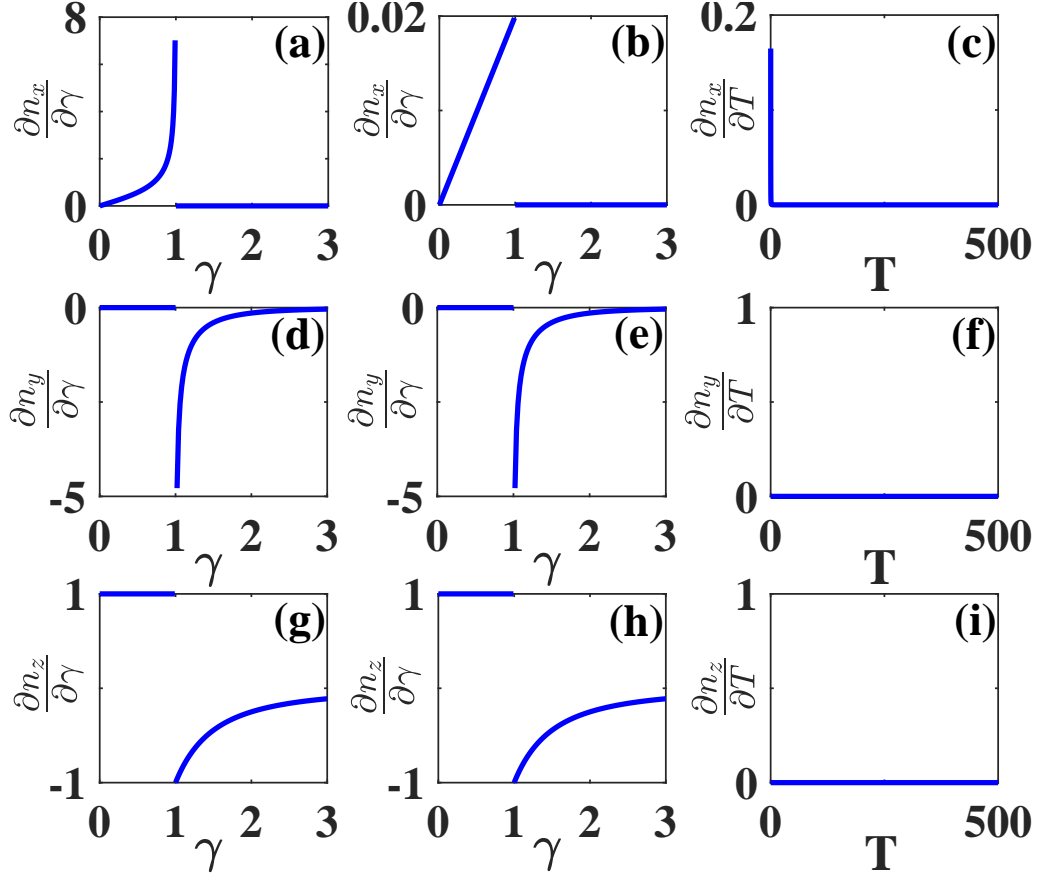 8
(a)
∂n_x/∂γ
0
0 1 2 3
γ
0.02
(b)
∂n_x/∂γ
0
0 1 2 3
γ
0.2
(c)
∂n_x/∂T
0
0 500
T
0
(d)
∂n_y/∂γ
-5
0 1 2 3
γ
0
(e)
∂n_y/∂γ
-5
0 1 2 3
γ
1
(f)
∂n_y/∂T
0
0 500
T
1
(g)
∂n_z/∂γ
-1
0 1 2 3
γ
1
(h)
∂n_z/∂γ
-1
0 1 2 3
γ
1
(i)
∂n_z/∂T
0
0 500
T